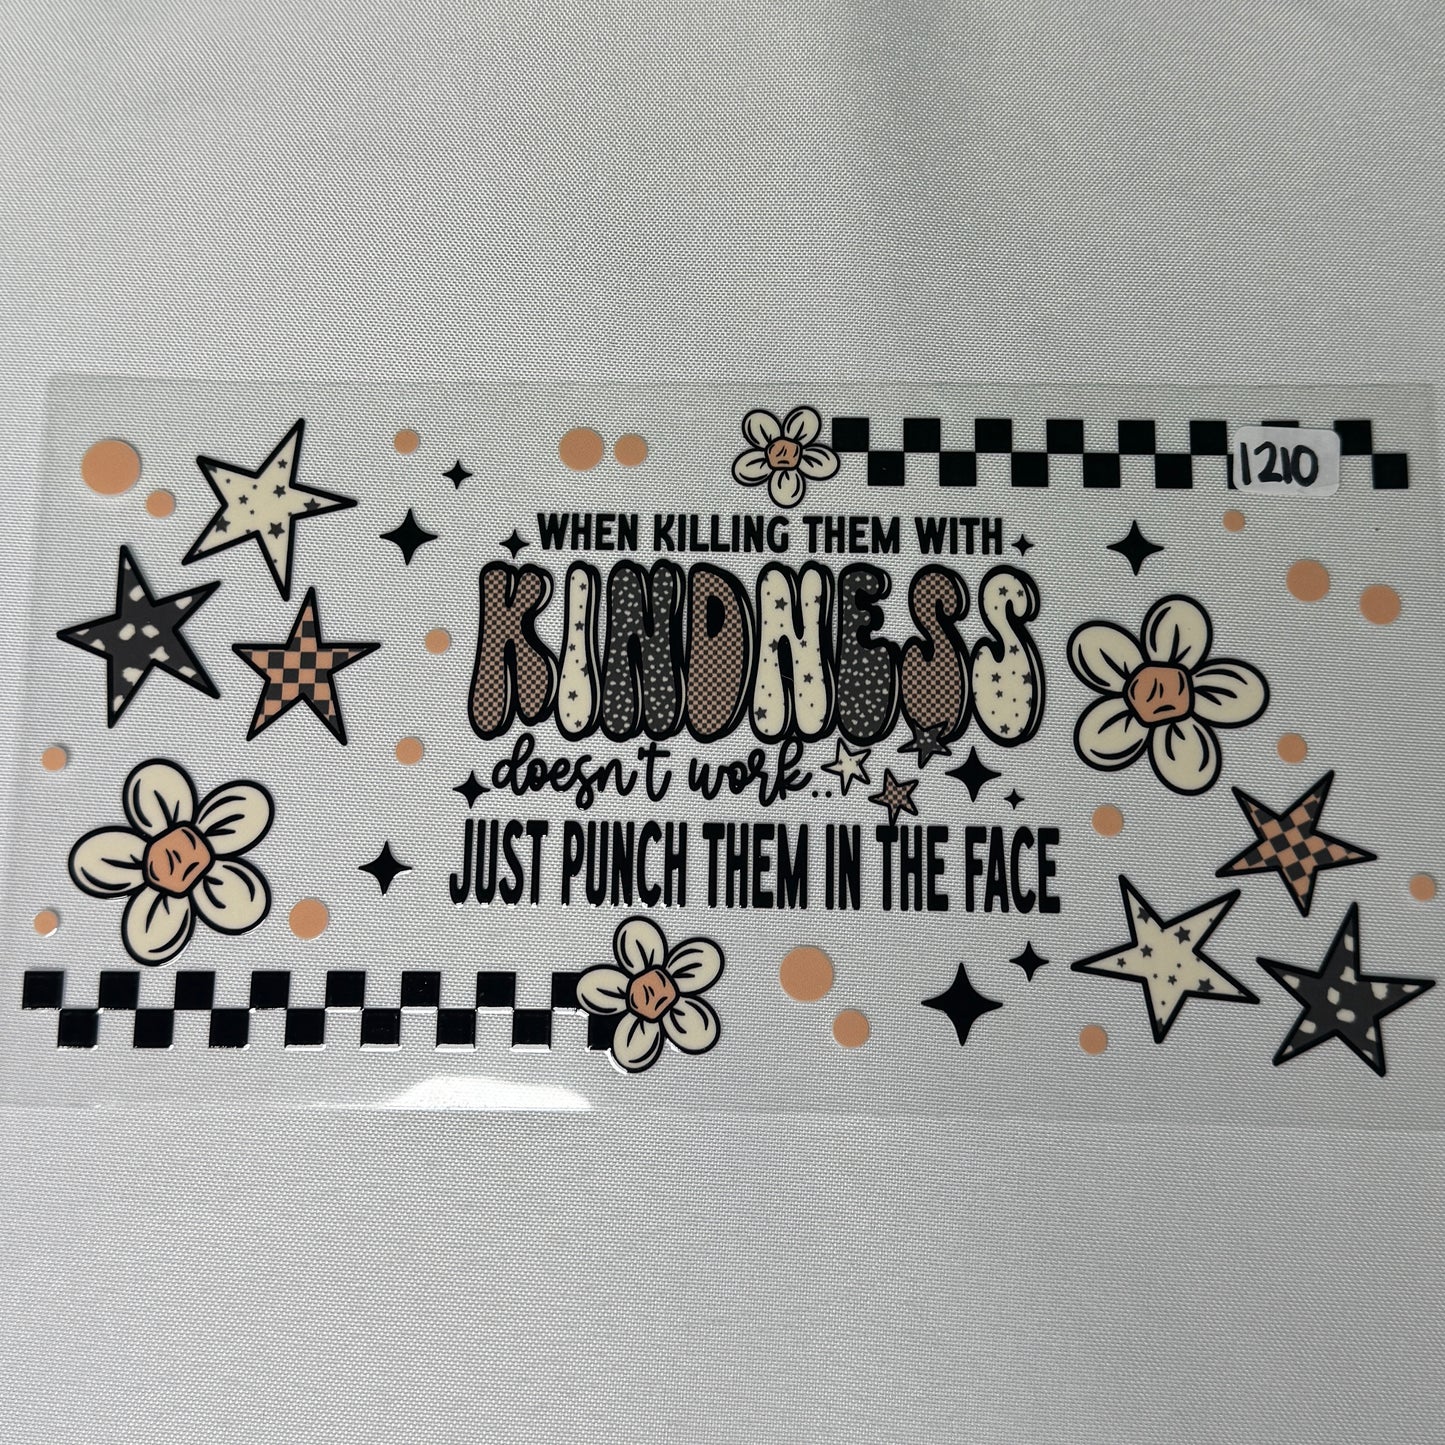 1210
WHEN KILLING THEM WITH
KINDNESS
doesn't work..
JUST PUNCH THEM IN THE FACE